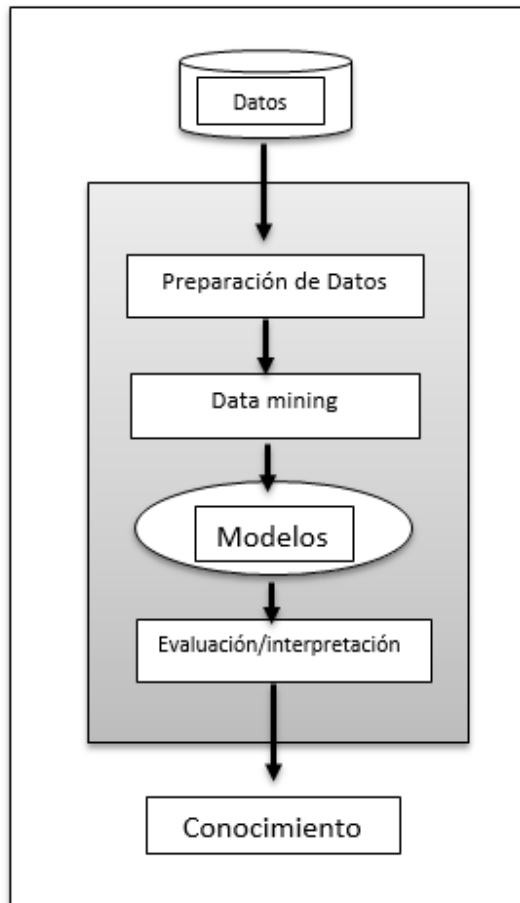 Datos
Preparación de Datos
Data mining
Modelos
Evaluación/interpretación
Conocimiento